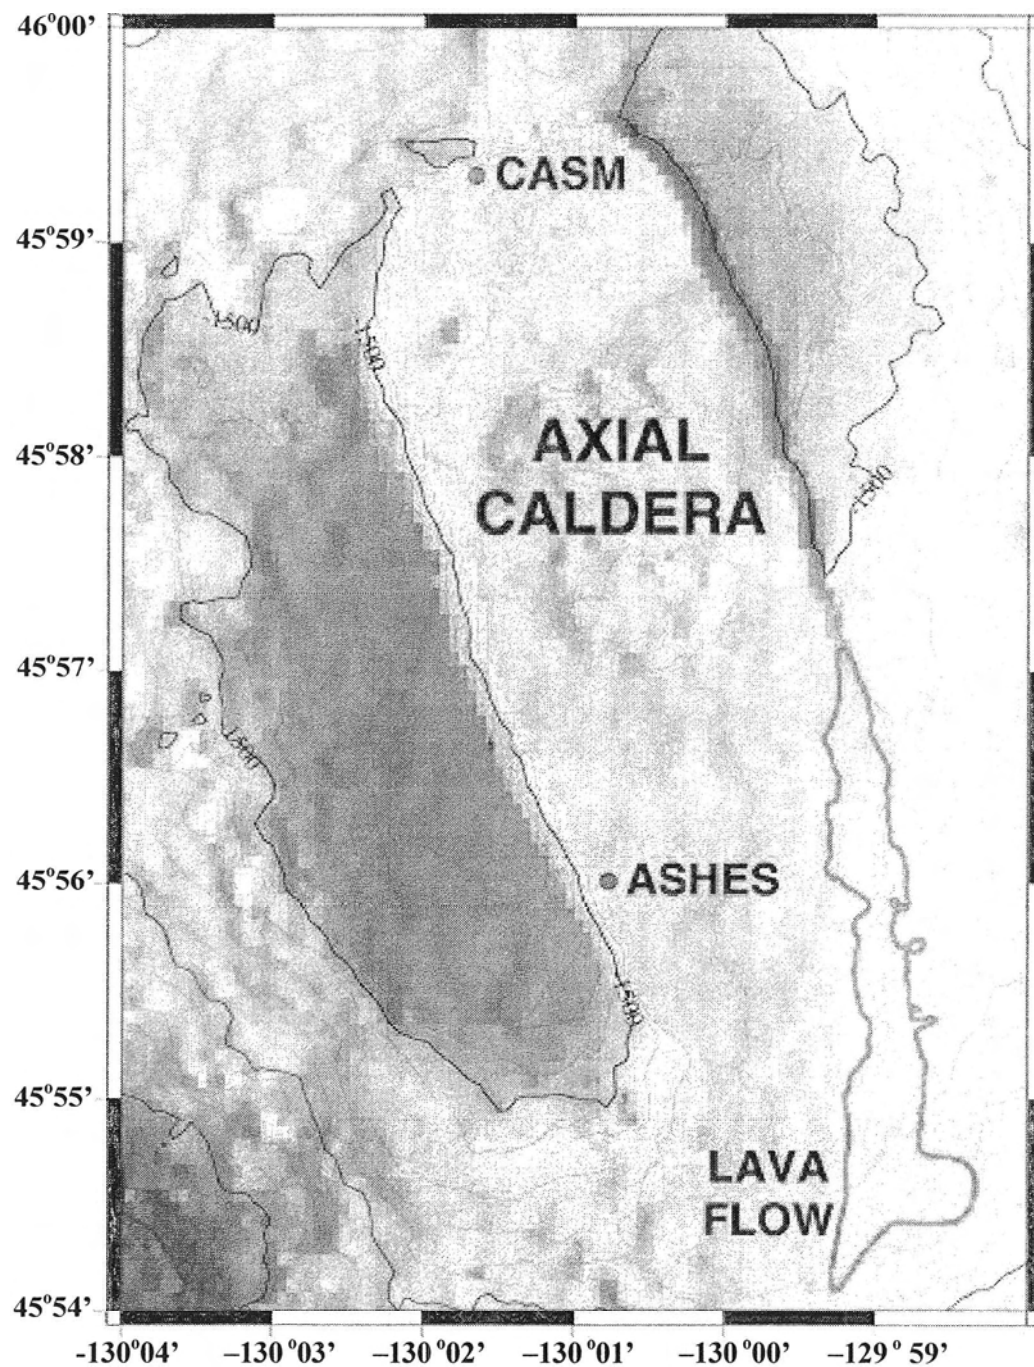 46°00’
CASM
45°59’
-1500
-1500
AXIAL
CALDERA
45°58’
-1500
45°57’
-1500
45°56’
ASHES
-1500
45°55’
LAVA
FLOW
45°54’
-130°04’ –130°03’ –130°02’ –130°01’ –130°00’ –129° 59’